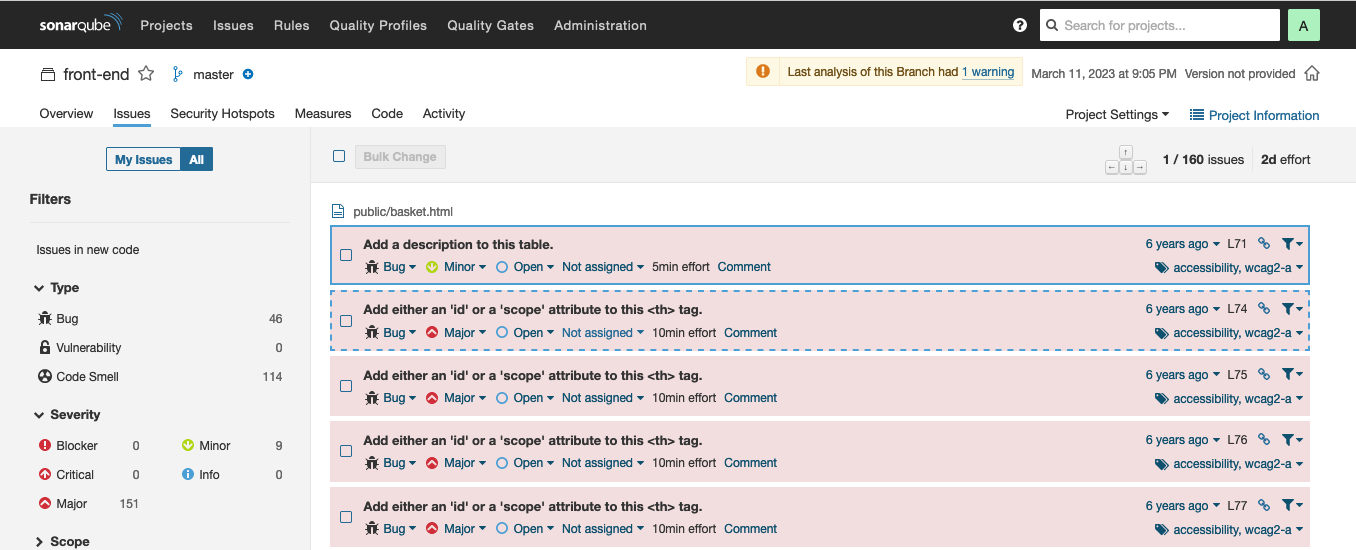 sonarqube Projects Issues Rules Quality Profiles Quality Gates Administration ? Search for projects... A
front-end master Last analysis of this Branch had 1 warning March 11, 2023 at 9:05 PM Version not provided
Overview Issues Security Hotspots Measures Code Activity Project Settings Project Information
My Issues All
Bulk Change 1 / 160 issues 2d effort
Filters
Issues in new code
Type
Bug 46
Vulnerability 0
Code Smell 114
Severity
Blocker 0 Minor 9
Critical 0 Info 0
Major 151
Scope
public/basket.html
Add a description to this table. 6 years ago L71
Bug Minor Open Not assigned 5min effort Comment accessibility, wcag2-a
Add either an 'id' or a 'scope' attribute to this <th> tag. 6 years ago L74
Bug Major Open Not assigned 10min effort Comment accessibility, wcag2-a
Add either an 'id' or a 'scope' attribute to this <th> tag. 6 years ago L75
Bug Major Open Not assigned 10min effort Comment accessibility, wcag2-a
Add either an 'id' or a 'scope' attribute to this <th> tag. 6 years ago L76
Bug Major Open Not assigned 10min effort Comment accessibility, wcag2-a
Add either an 'id' or a 'scope' attribute to this <th> tag. 6 years ago L77
Bug Major Open Not assigned 10min effort Comment accessibility, wcag2-a